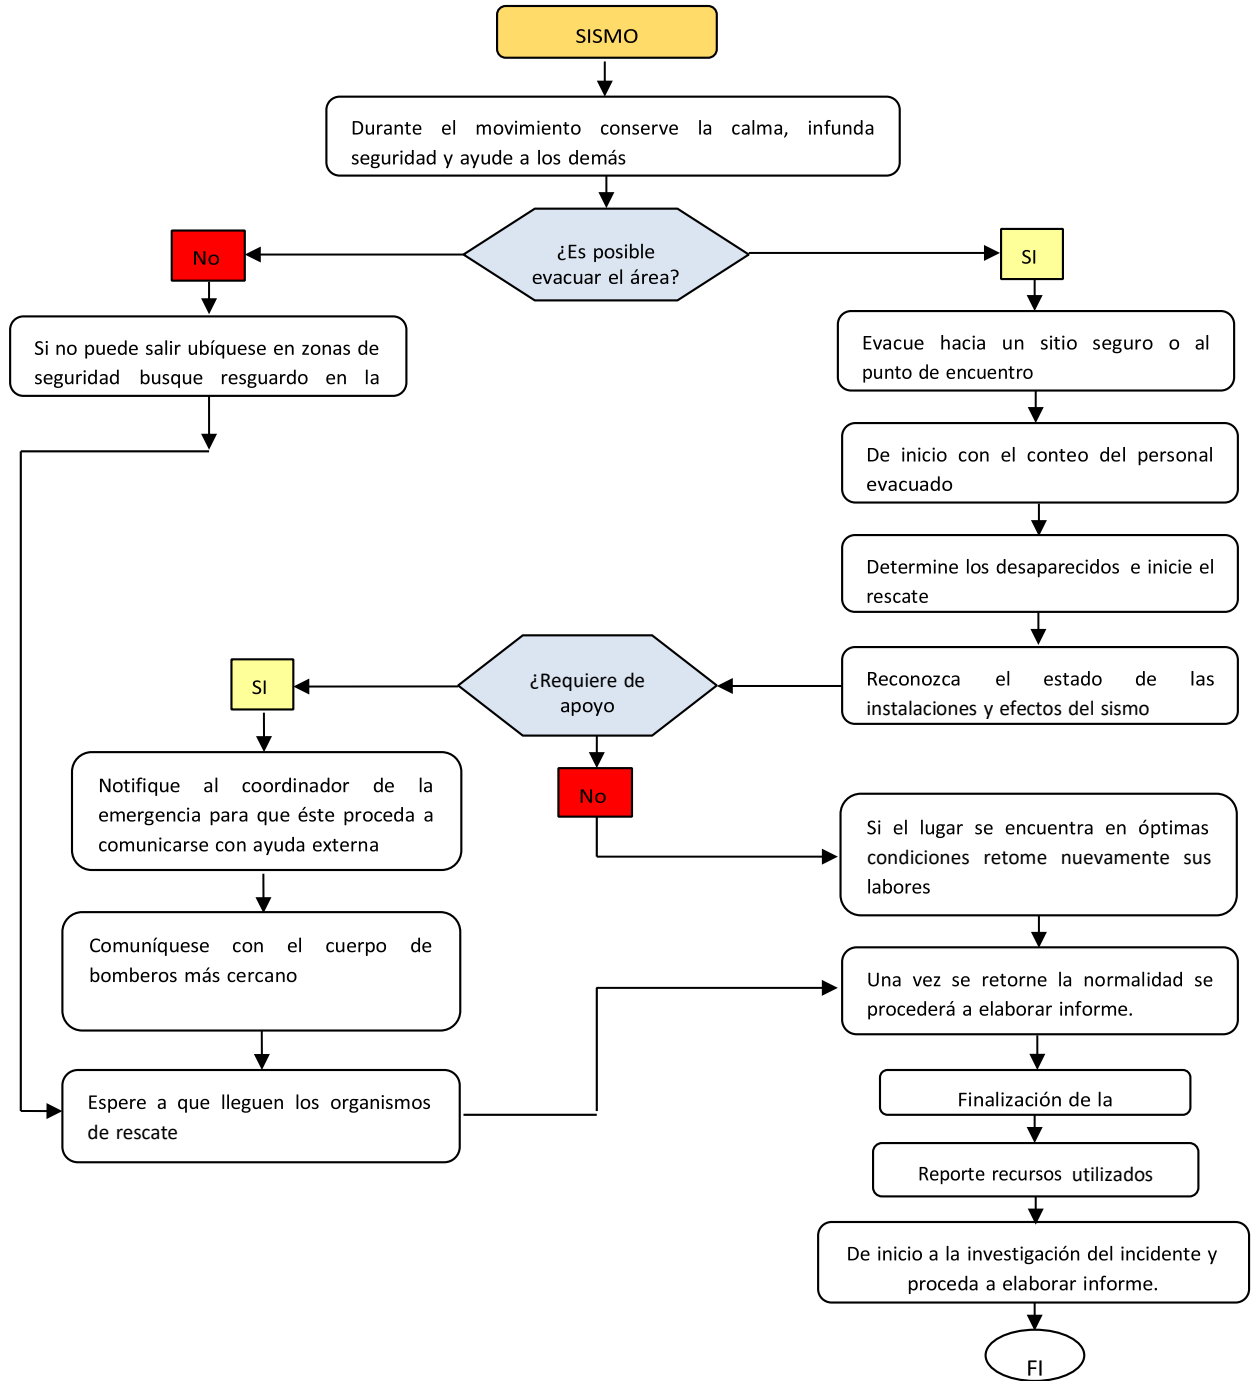 SISMO
Durante el movimiento conserve la calma, infunda
seguridad y ayude a los demás
¿Es posible
evacuar el área?
No
SI
Si no puede salir ubíquese en zonas de
seguridad busque resguardo en la
Evacue hacia un sitio seguro o al
punto de encuentro
De inicio con el conteo del personal
evacuado
Determine los desaparecidos e inicie el
rescate
Reconozca el estado de las
instalaciones y efectos del sismo
¿Requiere de
apoyo
SI
No
Notifique al coordinador de la
emergencia para que éste proceda a
comunicarse con ayuda externa
Comuníquese con el cuerpo de
bomberos más cercano
Espere a que lleguen los organismos
de rescate
Si el lugar se encuentra en óptimas
condiciones retome nuevamente sus
labores
Una vez se retorne la normalidad se
procederá a elaborar informe.
Finalización de la
Reporte recursos utilizados
De inicio a la investigación del incidente y
proceda a elaborar informe.
FI